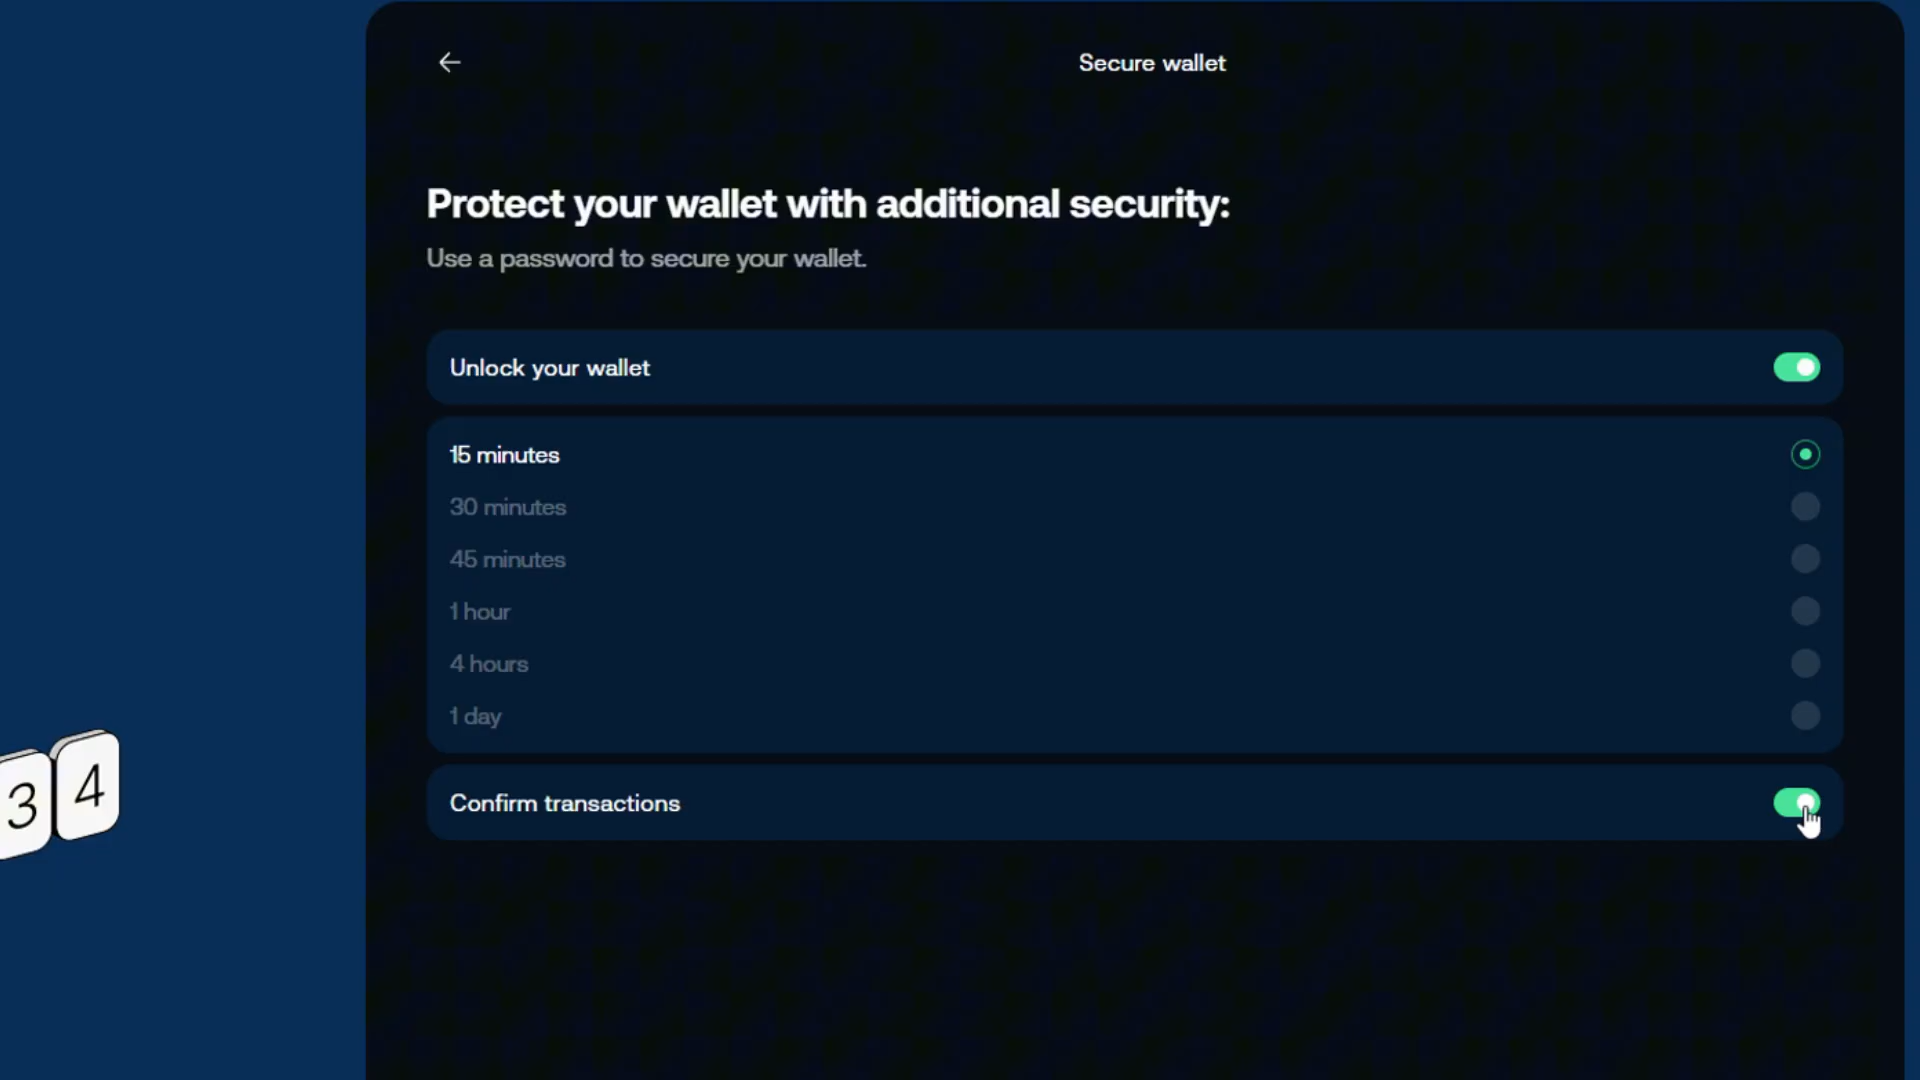 Secure wallet
Protect your wallet with additional security:
Use a password to secure your wallet.
Unlock your wallet
15 minutes
30 minutes
45 minutes
1 hour
4 hours
1 day
Confirm transactions
3 4